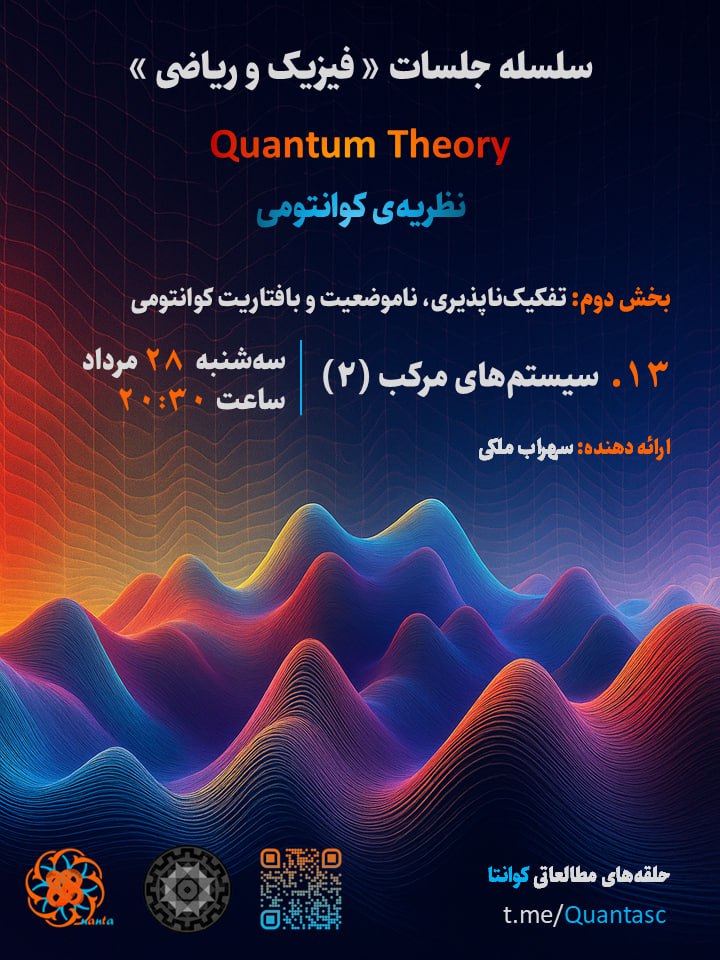 سلسله جلسات « فیزیک و ریاضی »
Quantum Theory
نظریه‌ی کوانتومی
بخش دوم: تفکیک‌ناپذیری، ناموضعیت و بافتاریت کوانتومی
۱۳. سیستم‌های مرکب (۲)
سه‌شنبه ۲۸ مرداد
ساعت ۲۰:۳۰
ارائه دهنده: سهراب ملکی
حلقه‌های مطالعاتی کوانتا
t.me/Quantasc
uanta